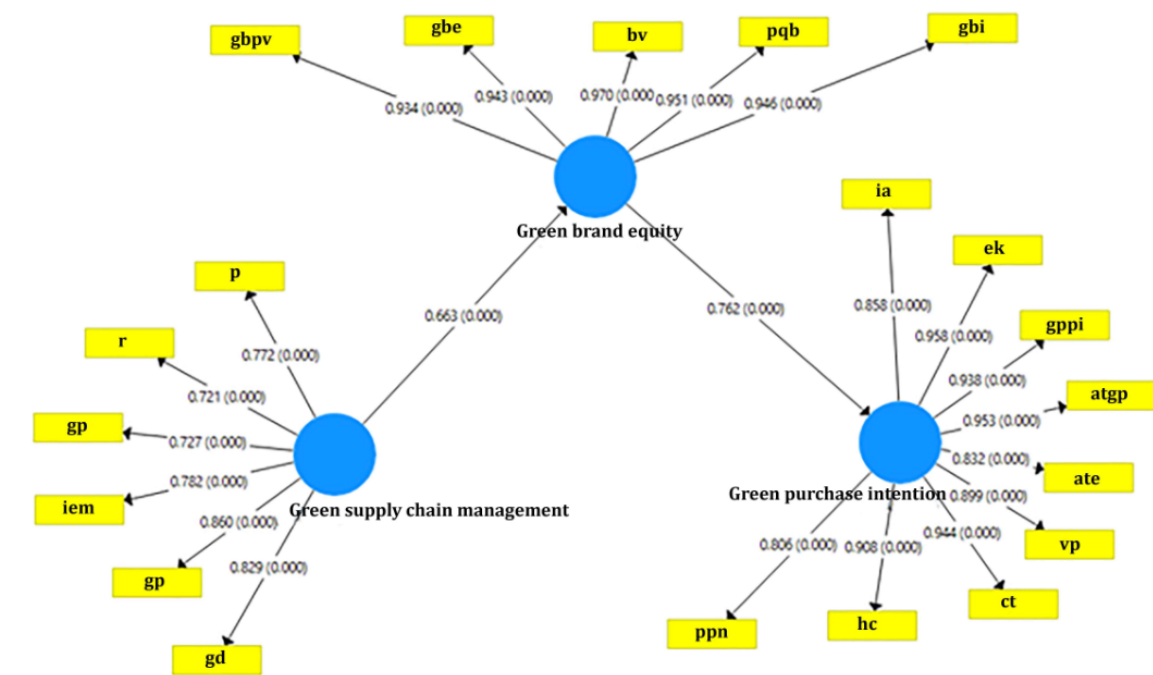 gbpv
gbe
bv
pqb
gbi
0.934 (0.000)
0.943 (0.000)
0.970 (0.000
0.951 (0.000)
0.946 (0.000)
Green brand equity
ia
ek
gppi
atgp
ate
vp
ct
hc
ppn
0.858 (0.000)
0.958 (0.000)
0.938 (0.000)
0.953 (0.000)
0.832 (0.000)
0.899 (0.000)
0.944 (0.000)
0.908 (0.000)
0.806 (0.000)
Green purchase intention
0.663 (0.000)
0.762 (0.000)
p
r
gp
iem
gp
gd
0.772 (0.000)
0.721 (0.000)
0.727 (0.000)
0.782 (0.000)
0.860 (0.000)
0.829 (0.000)
Green supply chain management